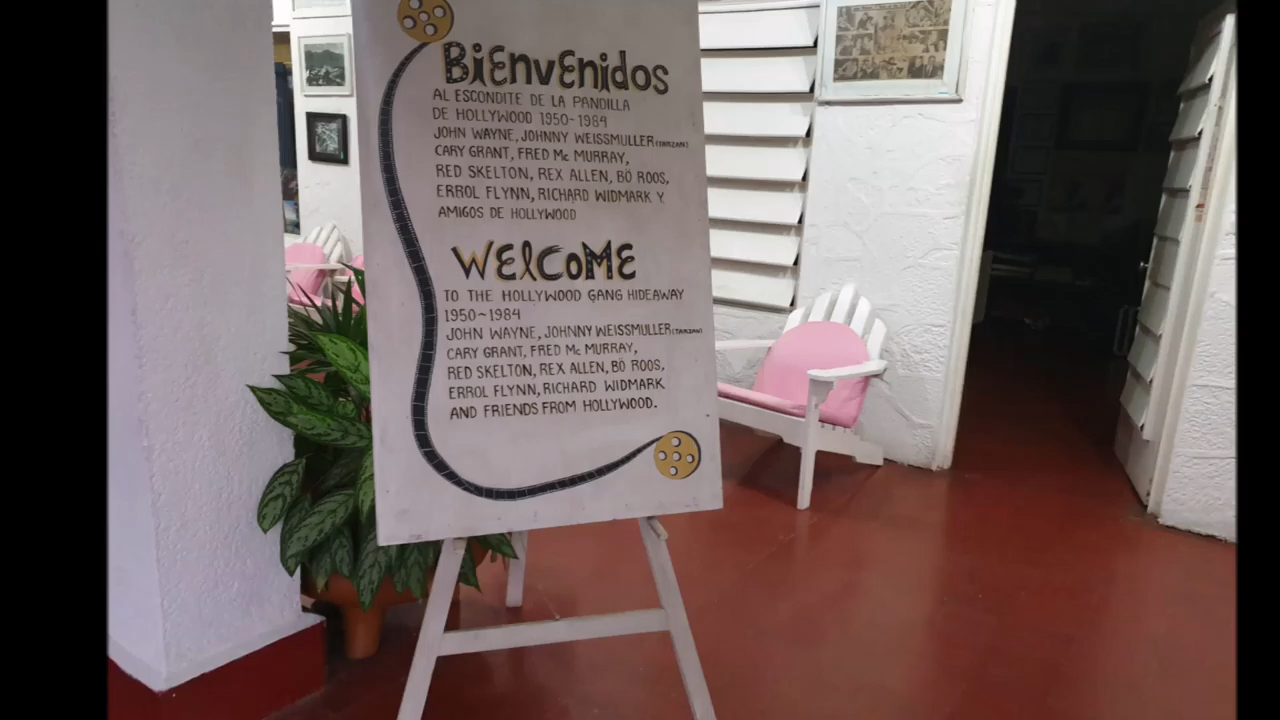 BiEnvEnidos
AL ESCONDITE DE LA PANDILLA
DE HOLLYWOOD 1950-1984
JOHN WAYNE, JOHNNY WEISSMULLER (TARZAN)
CARY GRANT, FRED Mc MURRAY,
RED SKELTON, REX ALLEN, BÖ ROOS,
ERROL FLYNN, RICHARD WIDMARK Y
AMIGOS DE HOLLYWOOD
WElCoME
TO THE HOLLYWOOD GANG HIDEAWAY
1950~1984
JOHN WAYNE, JOHNNY WEISSMULLER (TARZAN)
CARY GRANT, FRED Mc MURRAY,
RED SKELTON, REX ALLEN, BÖ ROOS,
ERROL FLYNN, RICHARD WIDMARK
AND FRIENDS FROM HOLLYWOOD.